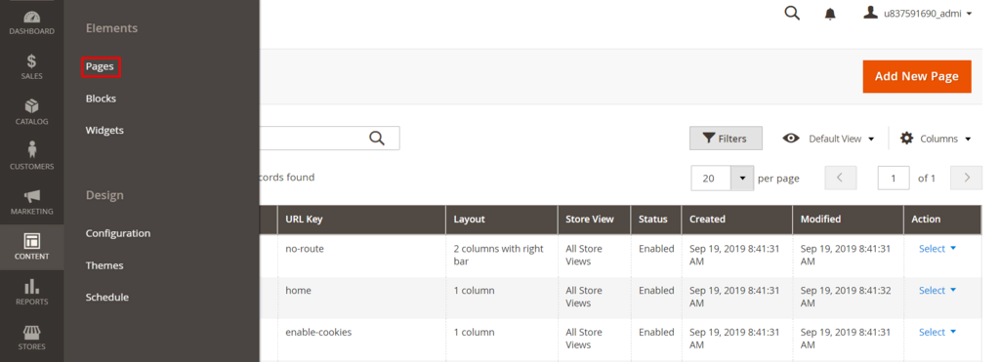 DASHBOARD
SALES
CATALOG
CUSTOMERS
MARKETING
CONTENT
REPORTS
STORES
Elements
Pages
Blocks
Widgets
Design
Configuration
Themes
Schedule
u837591690_admi
Add New Page
Filters
Default View
Columns
cords found
20
per page
1
of 1
URL Key Layout Store View Status Created Modified Action
no-route 2 columns with right All Store Enabled Sep 19, 2019 8:41:31 Sep 19, 2019 8:41:31 Select
bar Views AM AM
home 1 column All Store Enabled Sep 19, 2019 8:41:31 Sep 19, 2019 8:41:32 Select
Views AM AM
enable-cookies 1 column All Store Enabled Sep 19, 2019 8:41:31 Sep 19, 2019 8:41:31 Select
Views AM AM